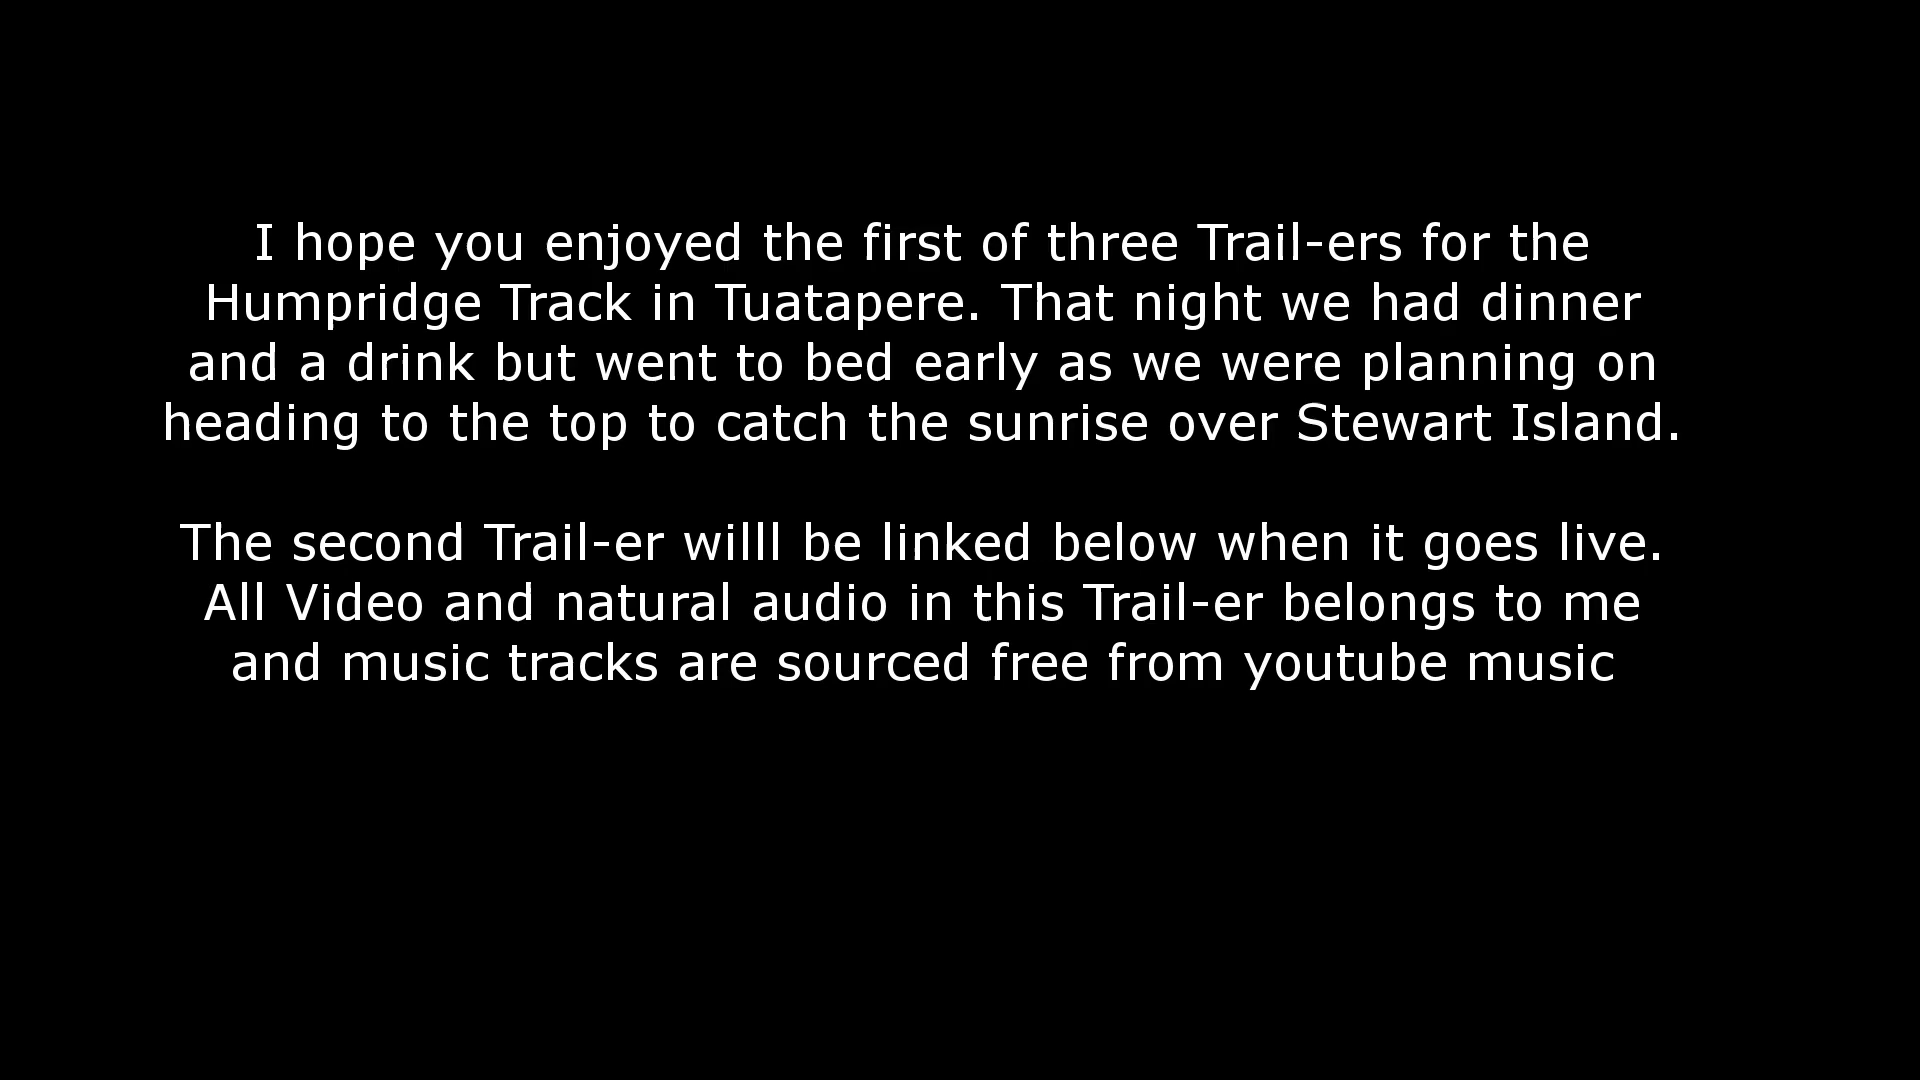 I hope you enjoyed the first of three Trail-ers for the
Humpridge Track in Tuatapere. That night we had dinner
and a drink but went to bed early as we were planning on
heading to the top to catch the sunrise over Stewart Island.
The second Trail-er willl be linked below when it goes live.
All Video and natural audio in this Trail-er belongs to me
and music tracks are sourced free from youtube music